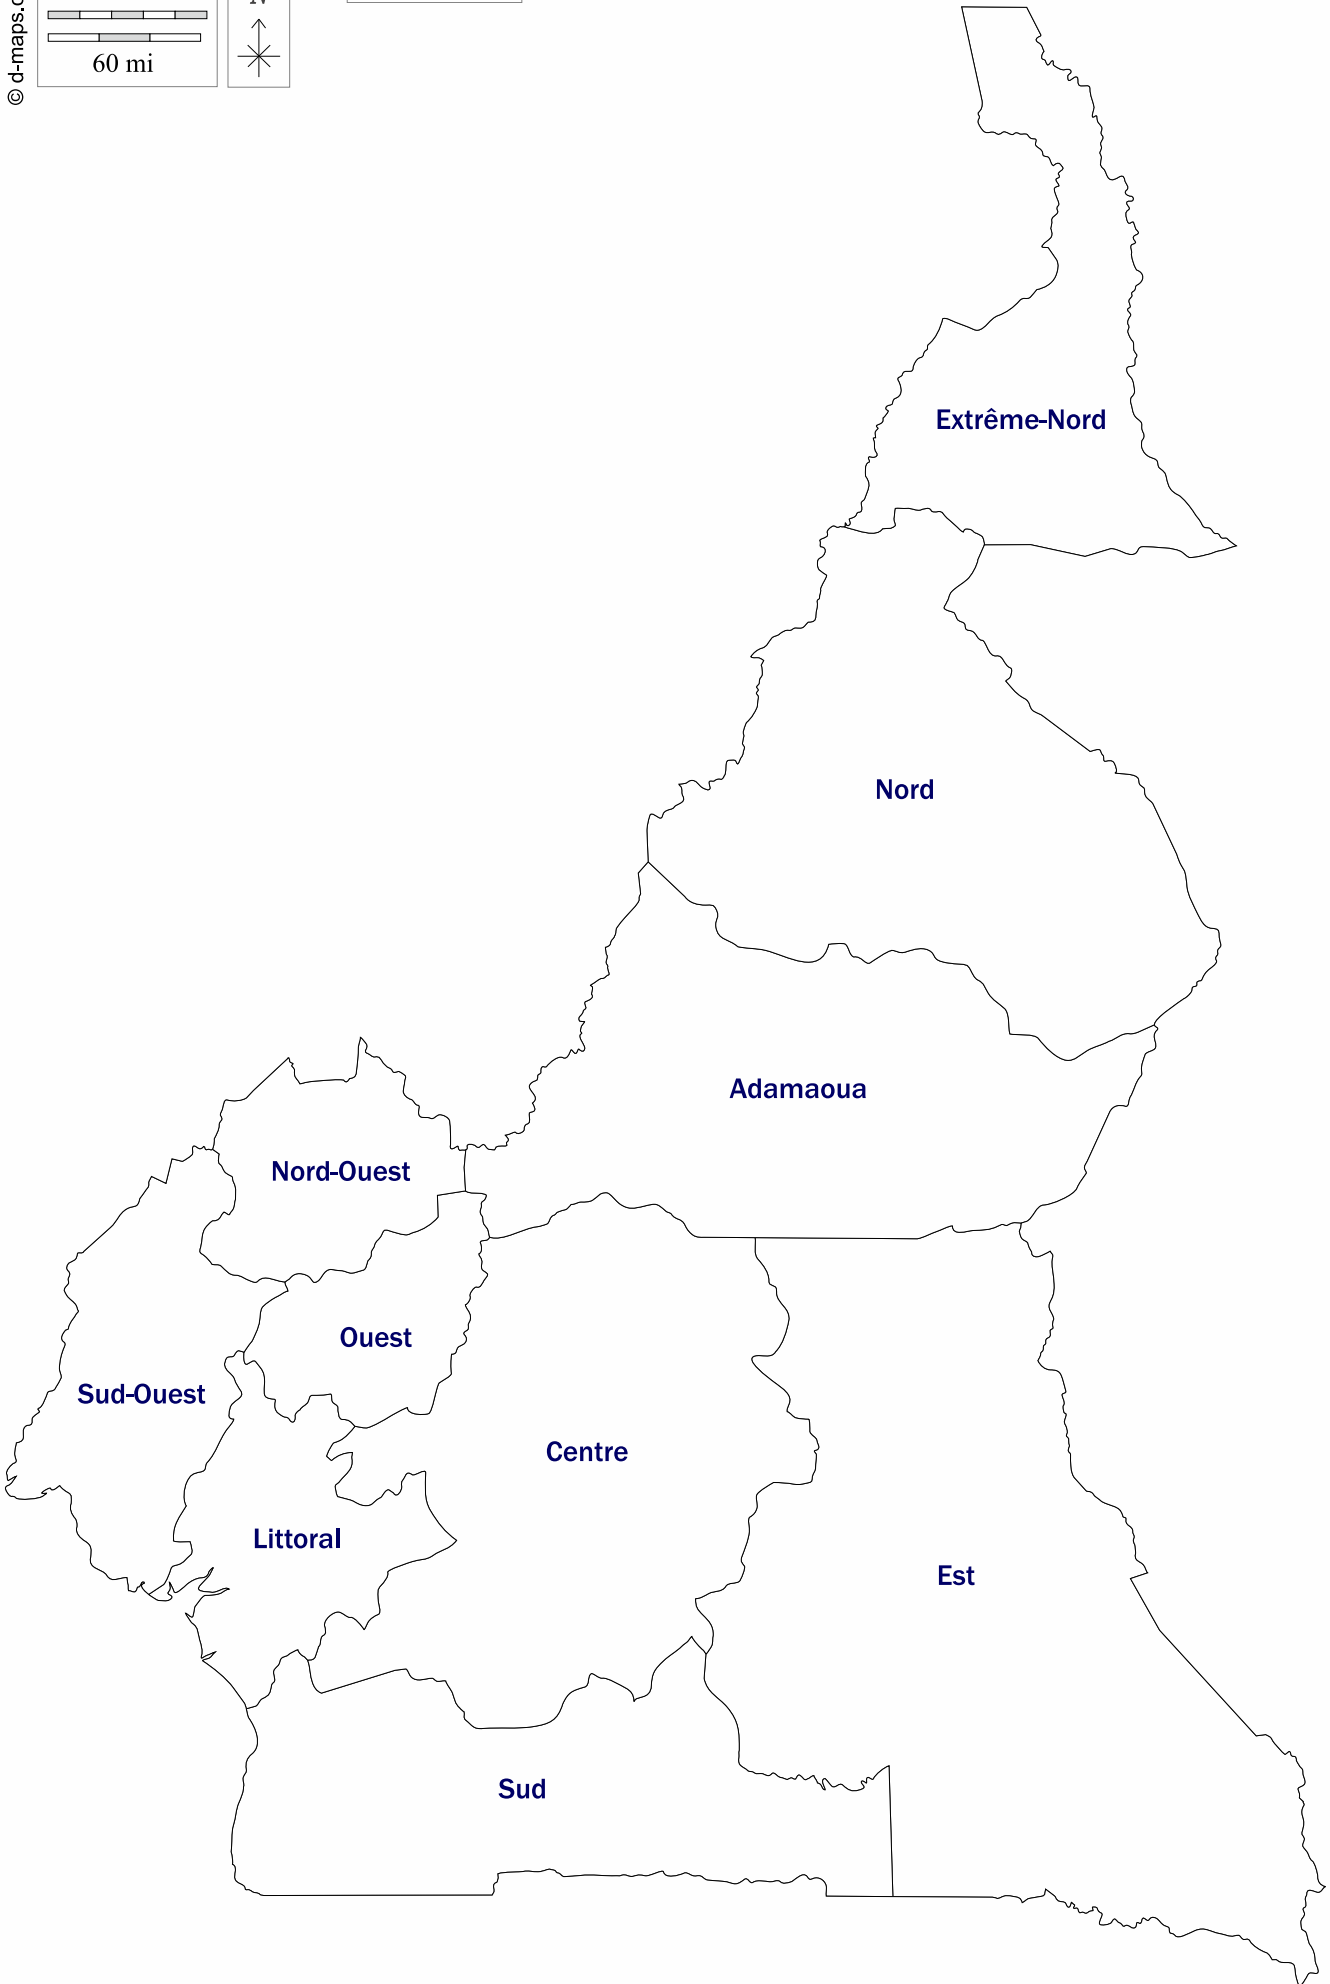 © d-maps.c
60 mi
N
Extrême-Nord
Nord
Adamaoua
Nord-Ouest
Ouest
Sud-Ouest
Centre
Littoral
Est
Sud